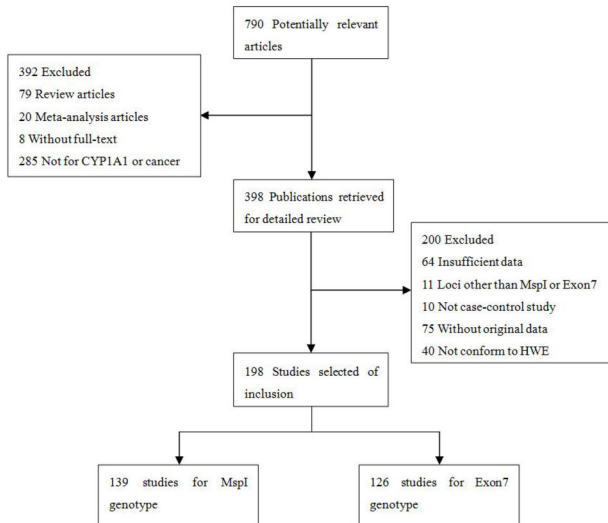 790 Potentially relevant
articles
392 Excluded
79 Review articles
20 Meta-analysis articles
8 Without full-text
285 Not for CYP1A1 or cancer
398 Publications retrieved
for detailed review
200 Excluded
64 Insufficient data
11 Loci other than MspI or Exon7
10 Not case-control study
75 Without original data
40 Not conform to HWE
198 Studies selected of
inclusion
139 studies for MspI
genotype
126 studies for Exon7
genotype